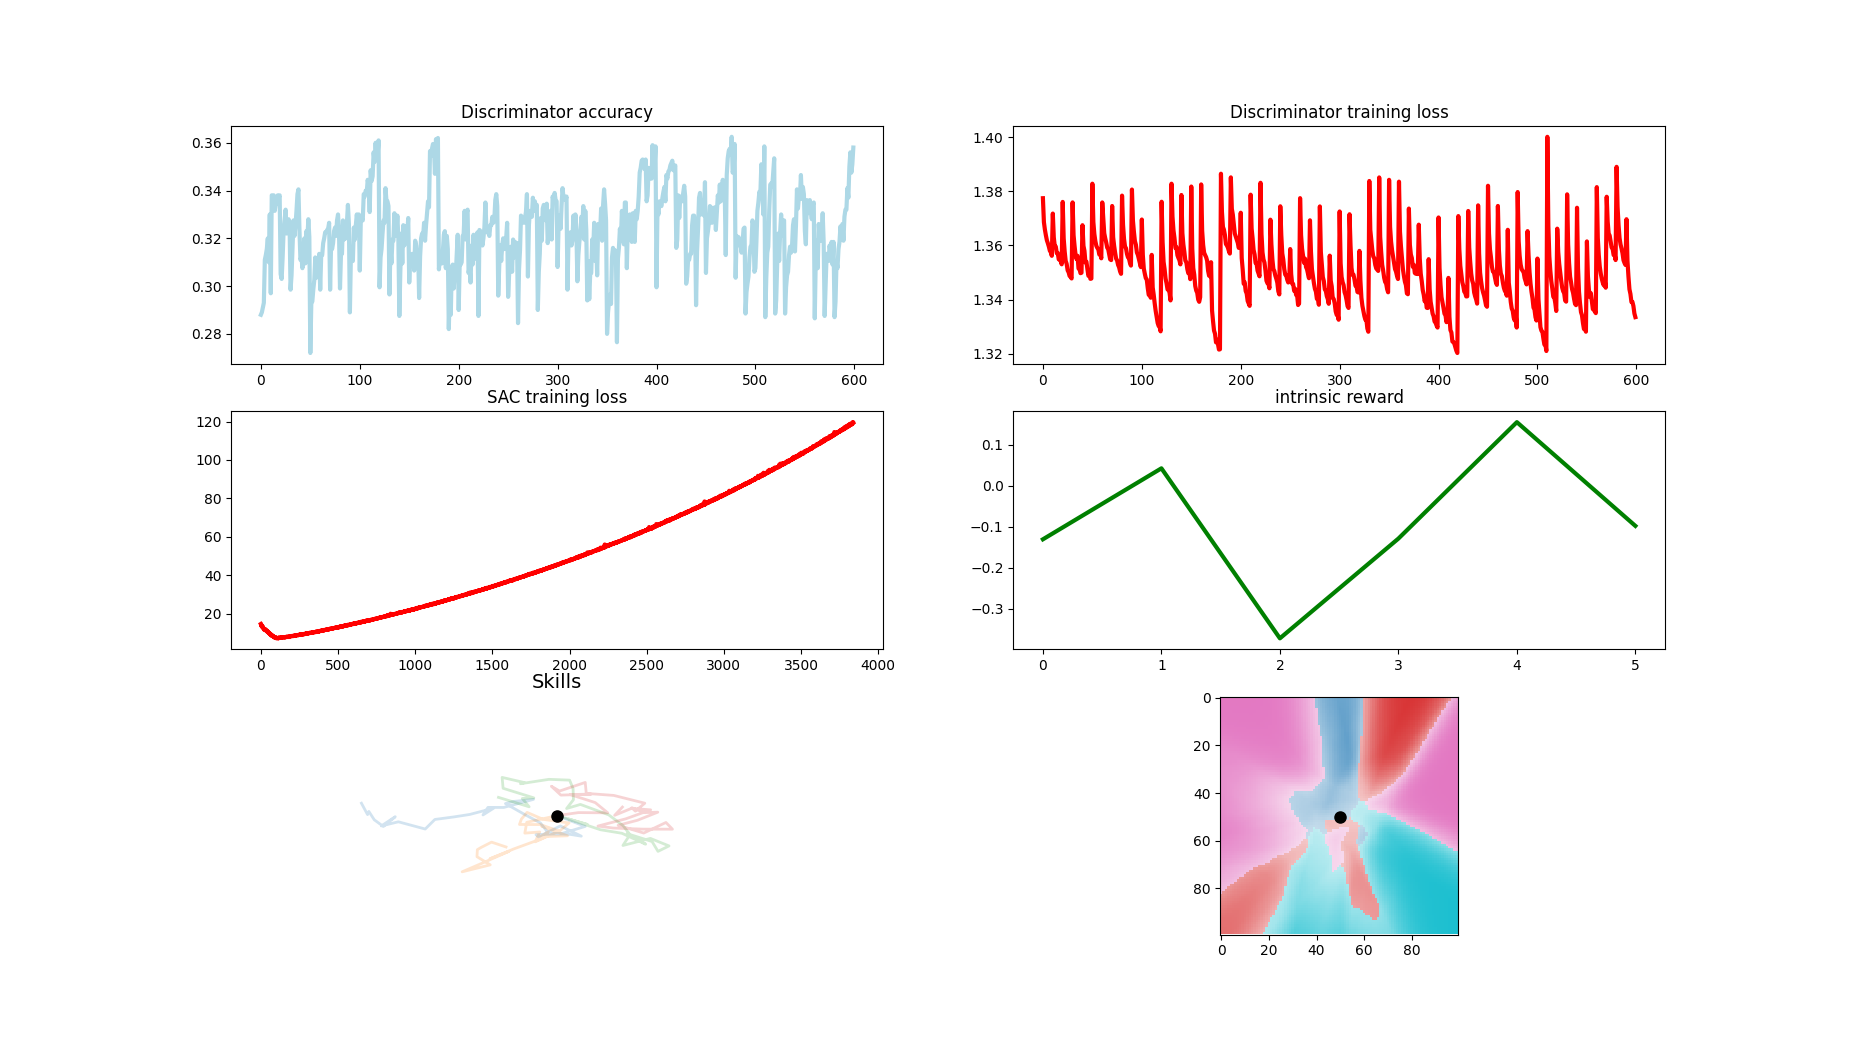 Discriminator accuracy
0.36
0.34
0.32
0.30
0.28
0 100 200 300 400 500 600
Discriminator training loss
1.40
1.38
1.36
1.34
1.32
0 100 200 300 400 500 600
SAC training loss
120
100
80
60
40
20
0 500 1000 1500 2000 2500 3000 3500 4000
intrinsic reward
0.1
0.0
−0.1
−0.2
−0.3
0 1 2 3 4 5
Skills
0
20
40
60
80
0 20 40 60 80